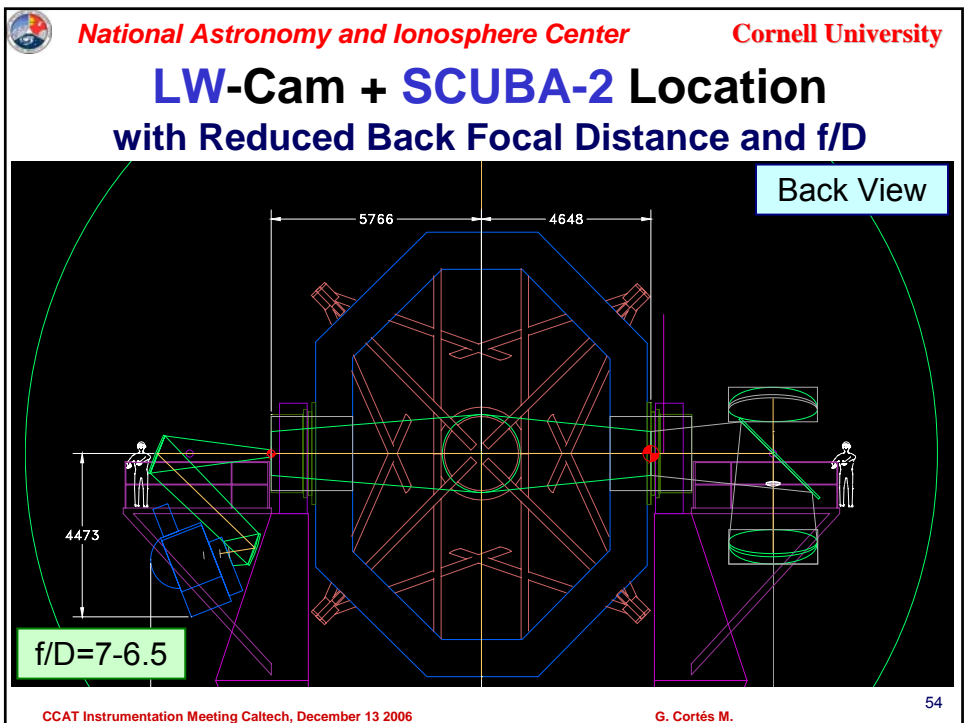 National Astronomy and Ionosphere Center
Cornell University
LW-Cam + SCUBA-2 Location
with Reduced Back Focal Distance and f/D
Back View
5766
4648
4473
f/D=7-6.5
CCAT Instrumentation Meeting Caltech, December 13 2006
G. Cortés M.
54